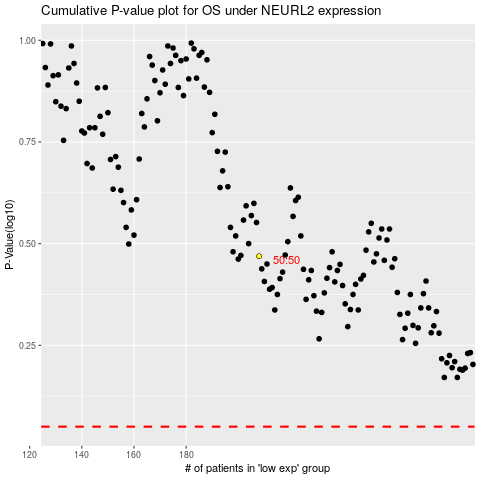 Cumulative P-value plot for OS under NEURL2 expression
1.00
0.75
0.50
0.25
P-Value(log10)
50:50
120 140 160 180
# of patients in 'low exp' group